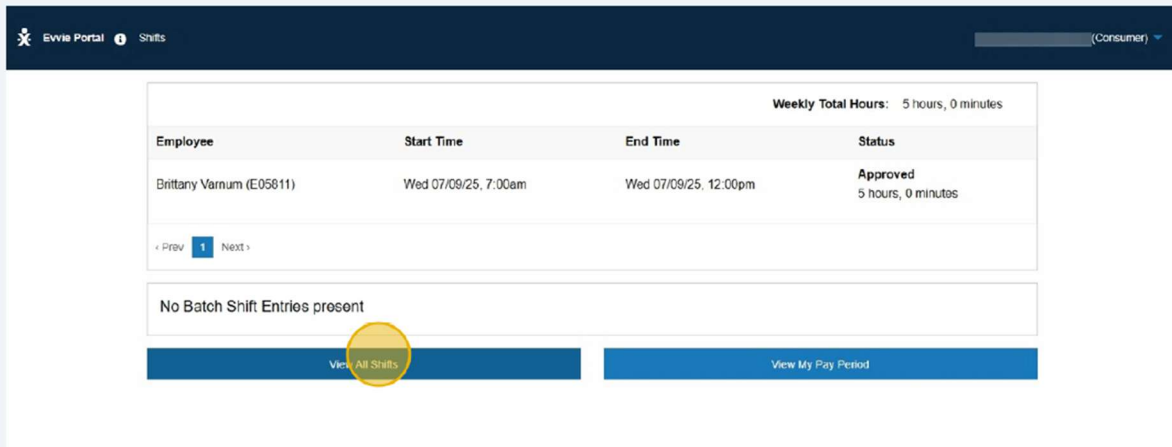 Evvie Portal Shifts (Consumer)
Weekly Total Hours: 5 hours, 0 minutes
Employee Start Time End Time Status
Brittany Varnum (E05811) Wed 07/09/25, 7:00am Wed 07/09/25, 12:00pm Approved
5 hours, 0 minutes
‹ Prev 1 Next ›
No Batch Shift Entries present
View All Shifts View My Pay Period